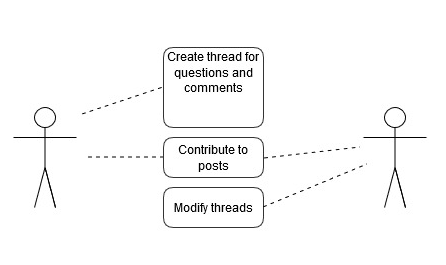 Create thread for
questions and
comments
Contribute to
posts
Modify threads